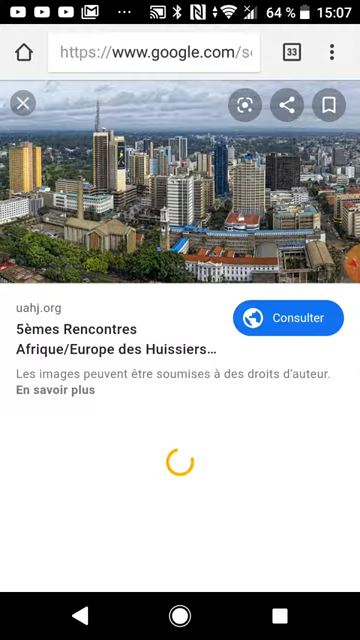 64 % 15:07
https://www.google.com/s
33
uahj.org
5èmes Rencontres
Afrique/Europe des Huissiers...
Consulter
Les images peuvent être soumises à des droits d'auteur.
En savoir plus